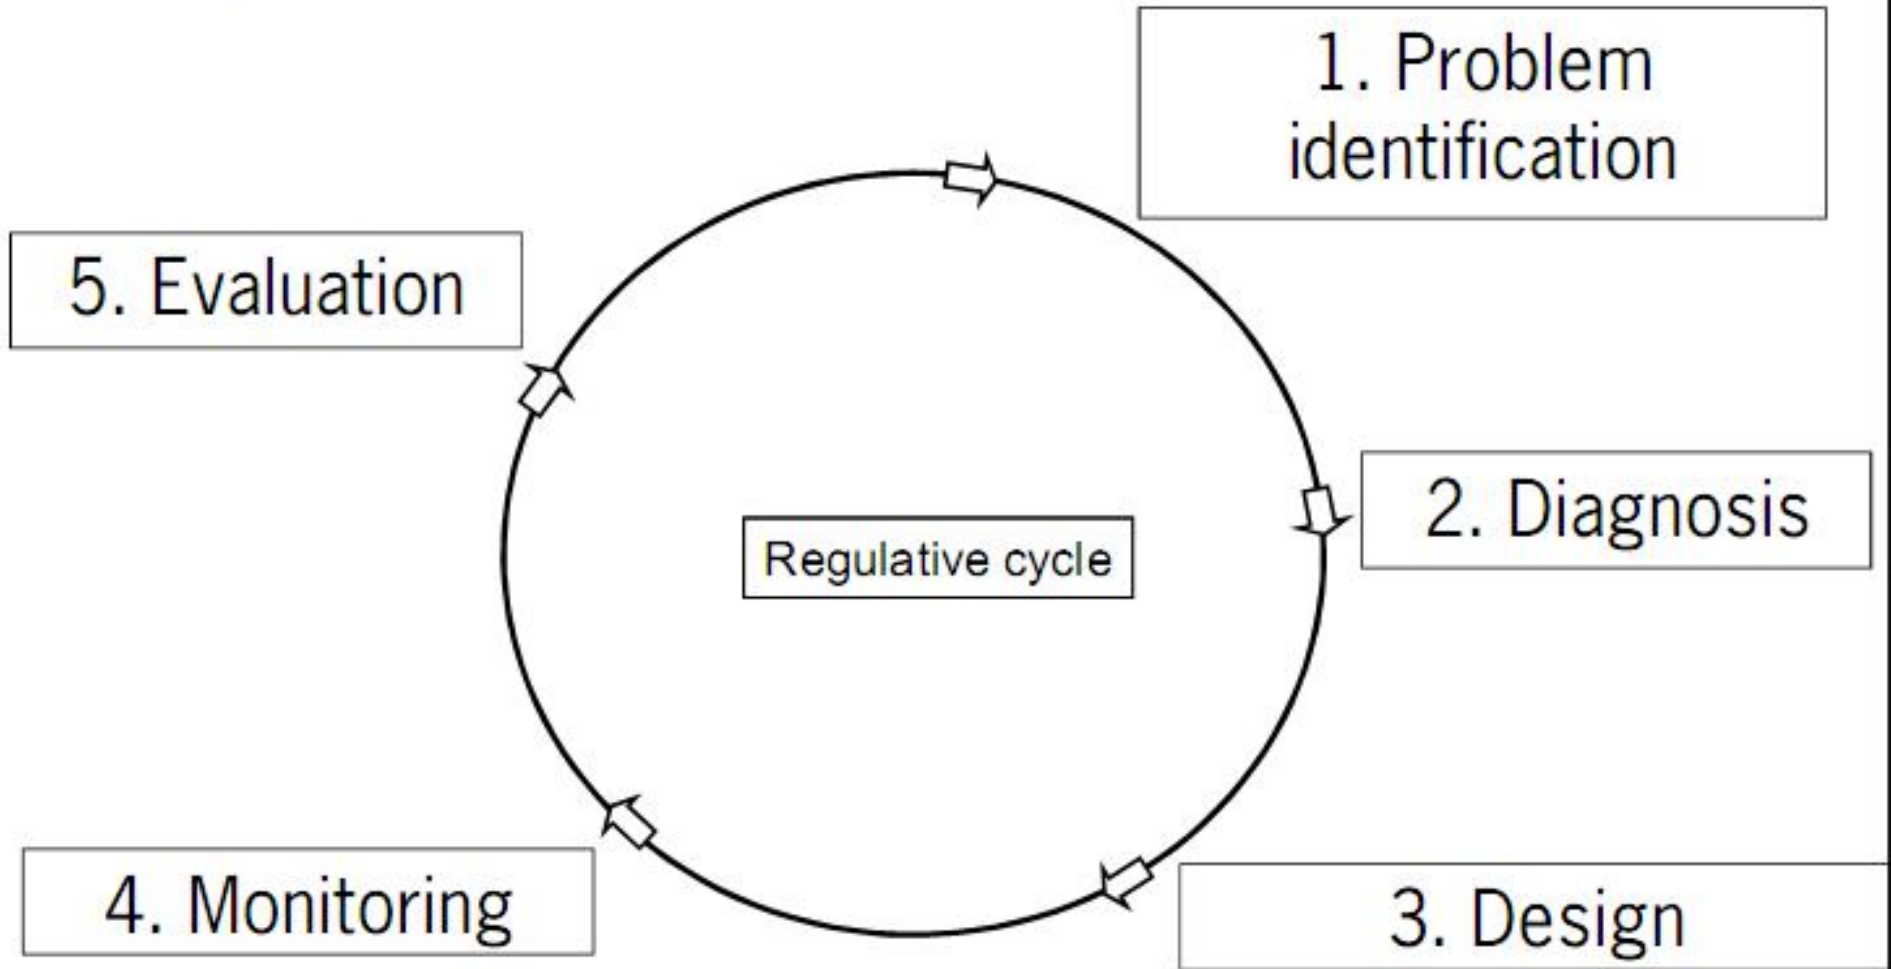 1. Problem
identification
2. Diagnosis
3. Design
4. Monitoring
5. Evaluation
Regulative cycle